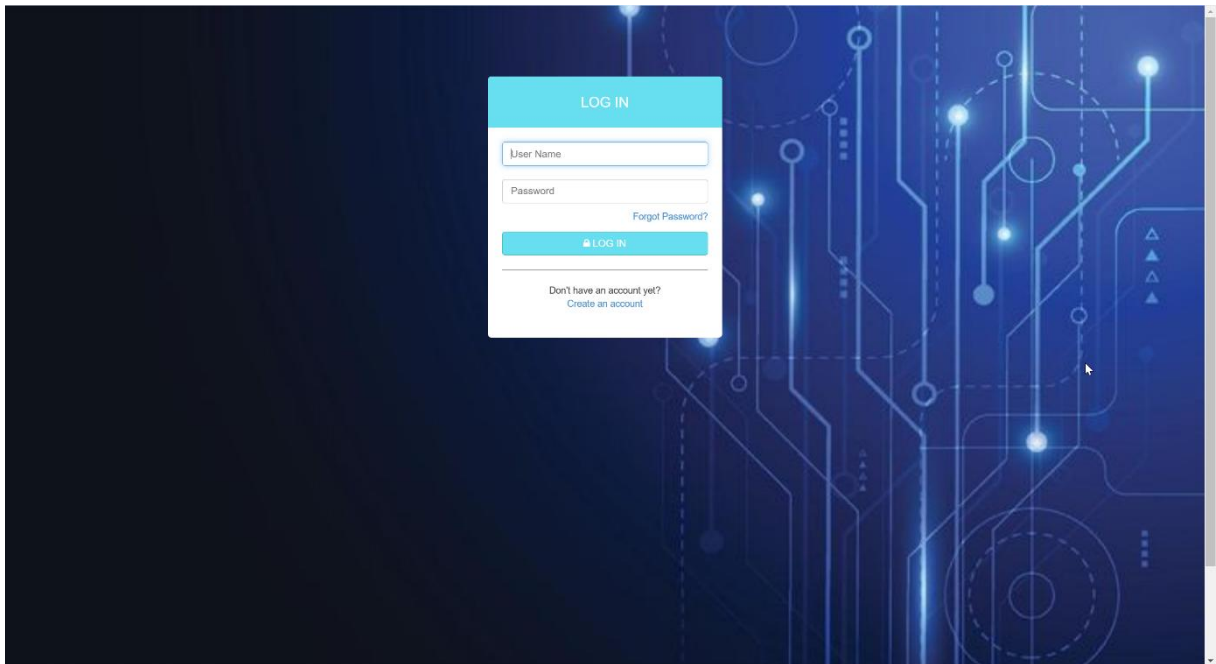 LOG IN
User Name
Password
Forgot Password?
LOG IN
Don't have an account yet?
Create an account